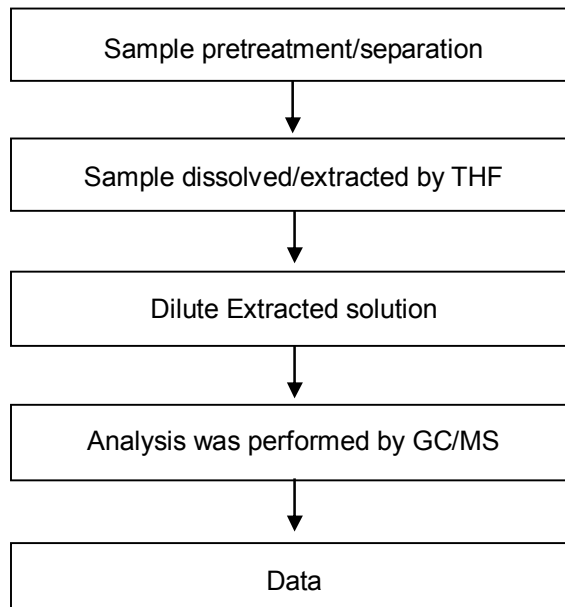 Sample pretreatment/separation
Sample dissolved/extracted by THF
Dilute Extracted solution
Analysis was performed by GC/MS
Data